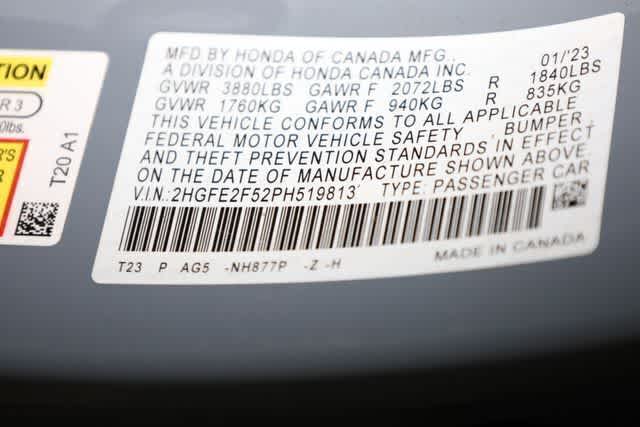 TION
R 3
0lbs.
R'S
R
T20 A1
MFD BY HONDA OF CANADA MFG., 01/'23
A DIVISION OF HONDA CANADA INC.
GVWR 3880LBS GAWR F 2072LBS R 1840LBS
GVWR 1760KG GAWR F 940KG R 835KG
THIS VEHICLE CONFORMS TO ALL APPLICABLE
FEDERAL MOTOR VEHICLE SAFETY, BUMPER,
AND THEFT PREVENTION STANDARDS IN EFFECT
ON THE DATE OF MANUFACTURE SHOWN ABOVE.
V.I.N.:2HGFE2F52PH519813 TYPE: PASSENGER CAR
T23 P AG5 -NH877P -Z -H MADE IN CANADA